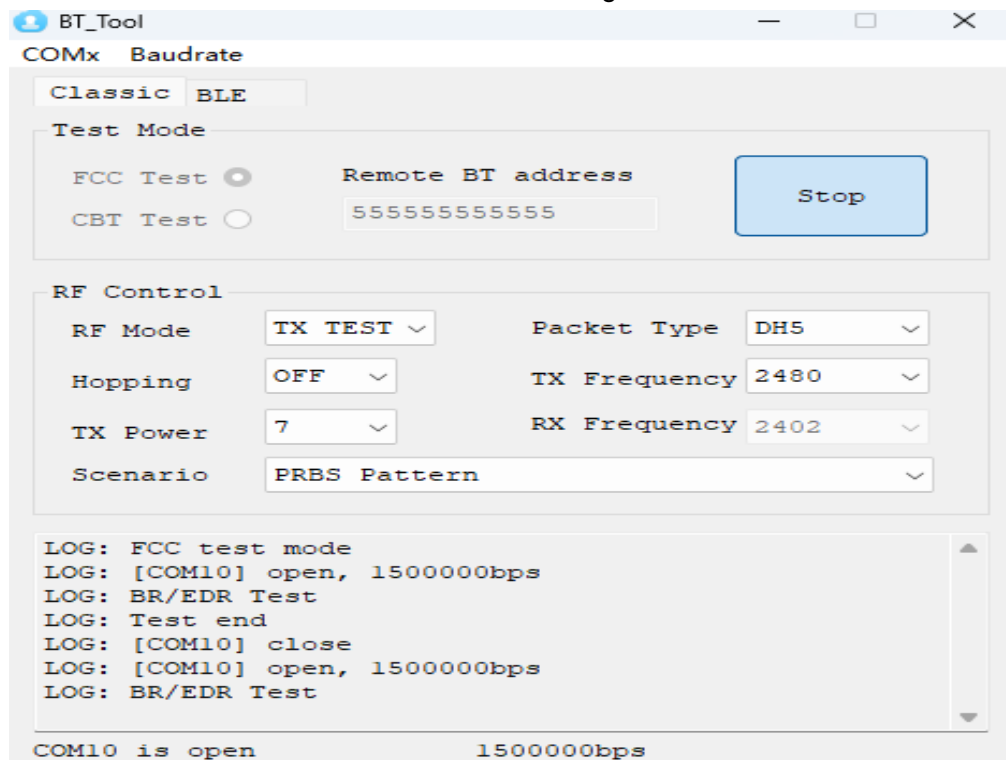 BT_Tool
COMx Baudrate
Classic BLE
Test Mode
FCC Test Remote BT address
Stop
555555555555
CBT Test
RF Control
RF Mode TX TEST Packet Type DH5
Hopping OFF TX Frequency 2480
TX Power 7 RX Frequency 2402
Scenario PRBS Pattern
LOG: FCC test mode
LOG: [COM10] open, 1500000bps
LOG: BR/EDR Test
LOG: Test end
LOG: [COM10] close
LOG: [COM10] open, 1500000bps
LOG: BR/EDR Test
COM10 is open 1500000bps